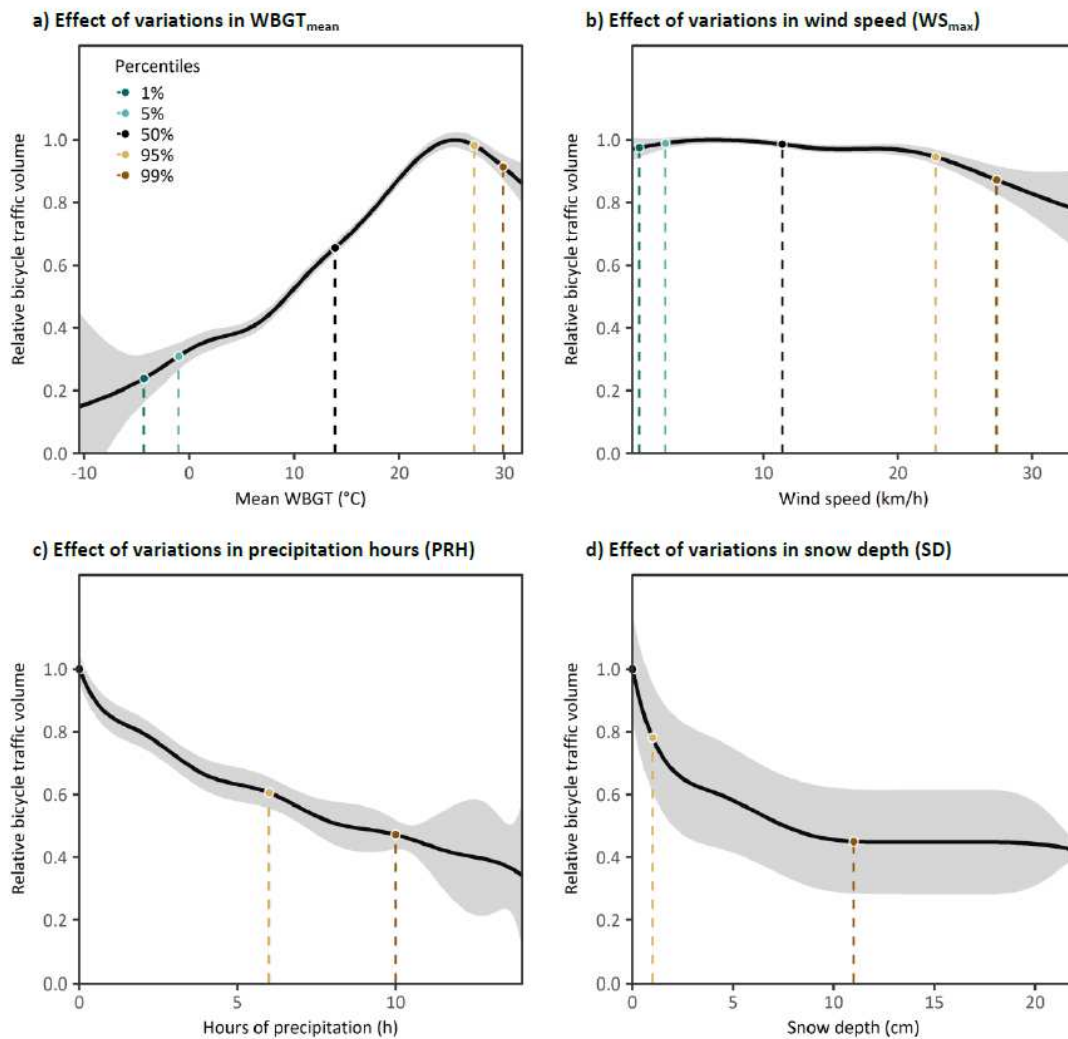 a) Effect of variations in WBGTmean
b) Effect of variations in wind speed (WSmax)
Percentiles
1%
5%
50%
95%
99%
Relative bicycle traffic volume
1.0
0.8
0.6
0.4
0.2
0.0
-10 0 10 20 30
Mean WBGT (°C)
Relative bicycle traffic volume
1.0
0.8
0.6
0.4
0.2
0.0
10 20 30
Wind speed (km/h)
c) Effect of variations in precipitation hours (PRH)
d) Effect of variations in snow depth (SD)
Relative bicycle traffic volume
1.0
0.8
0.6
0.4
0.2
0.0
0 5 10
Hours of precipitation (h)
Relative bicycle traffic volume
1.0
0.8
0.6
0.4
0.2
0.0
0 5 10 15 20
Snow depth (cm)